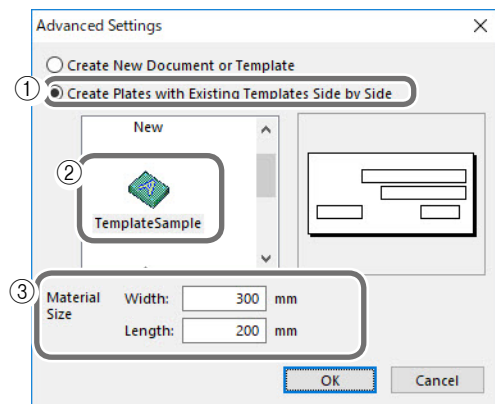 Advanced Settings
Create New Document or Template
① Create Plates with Existing Templates Side by Side
New
②
TemplateSample
③ Material Size
Width: 300 mm
Length: 200 mm
OK Cancel